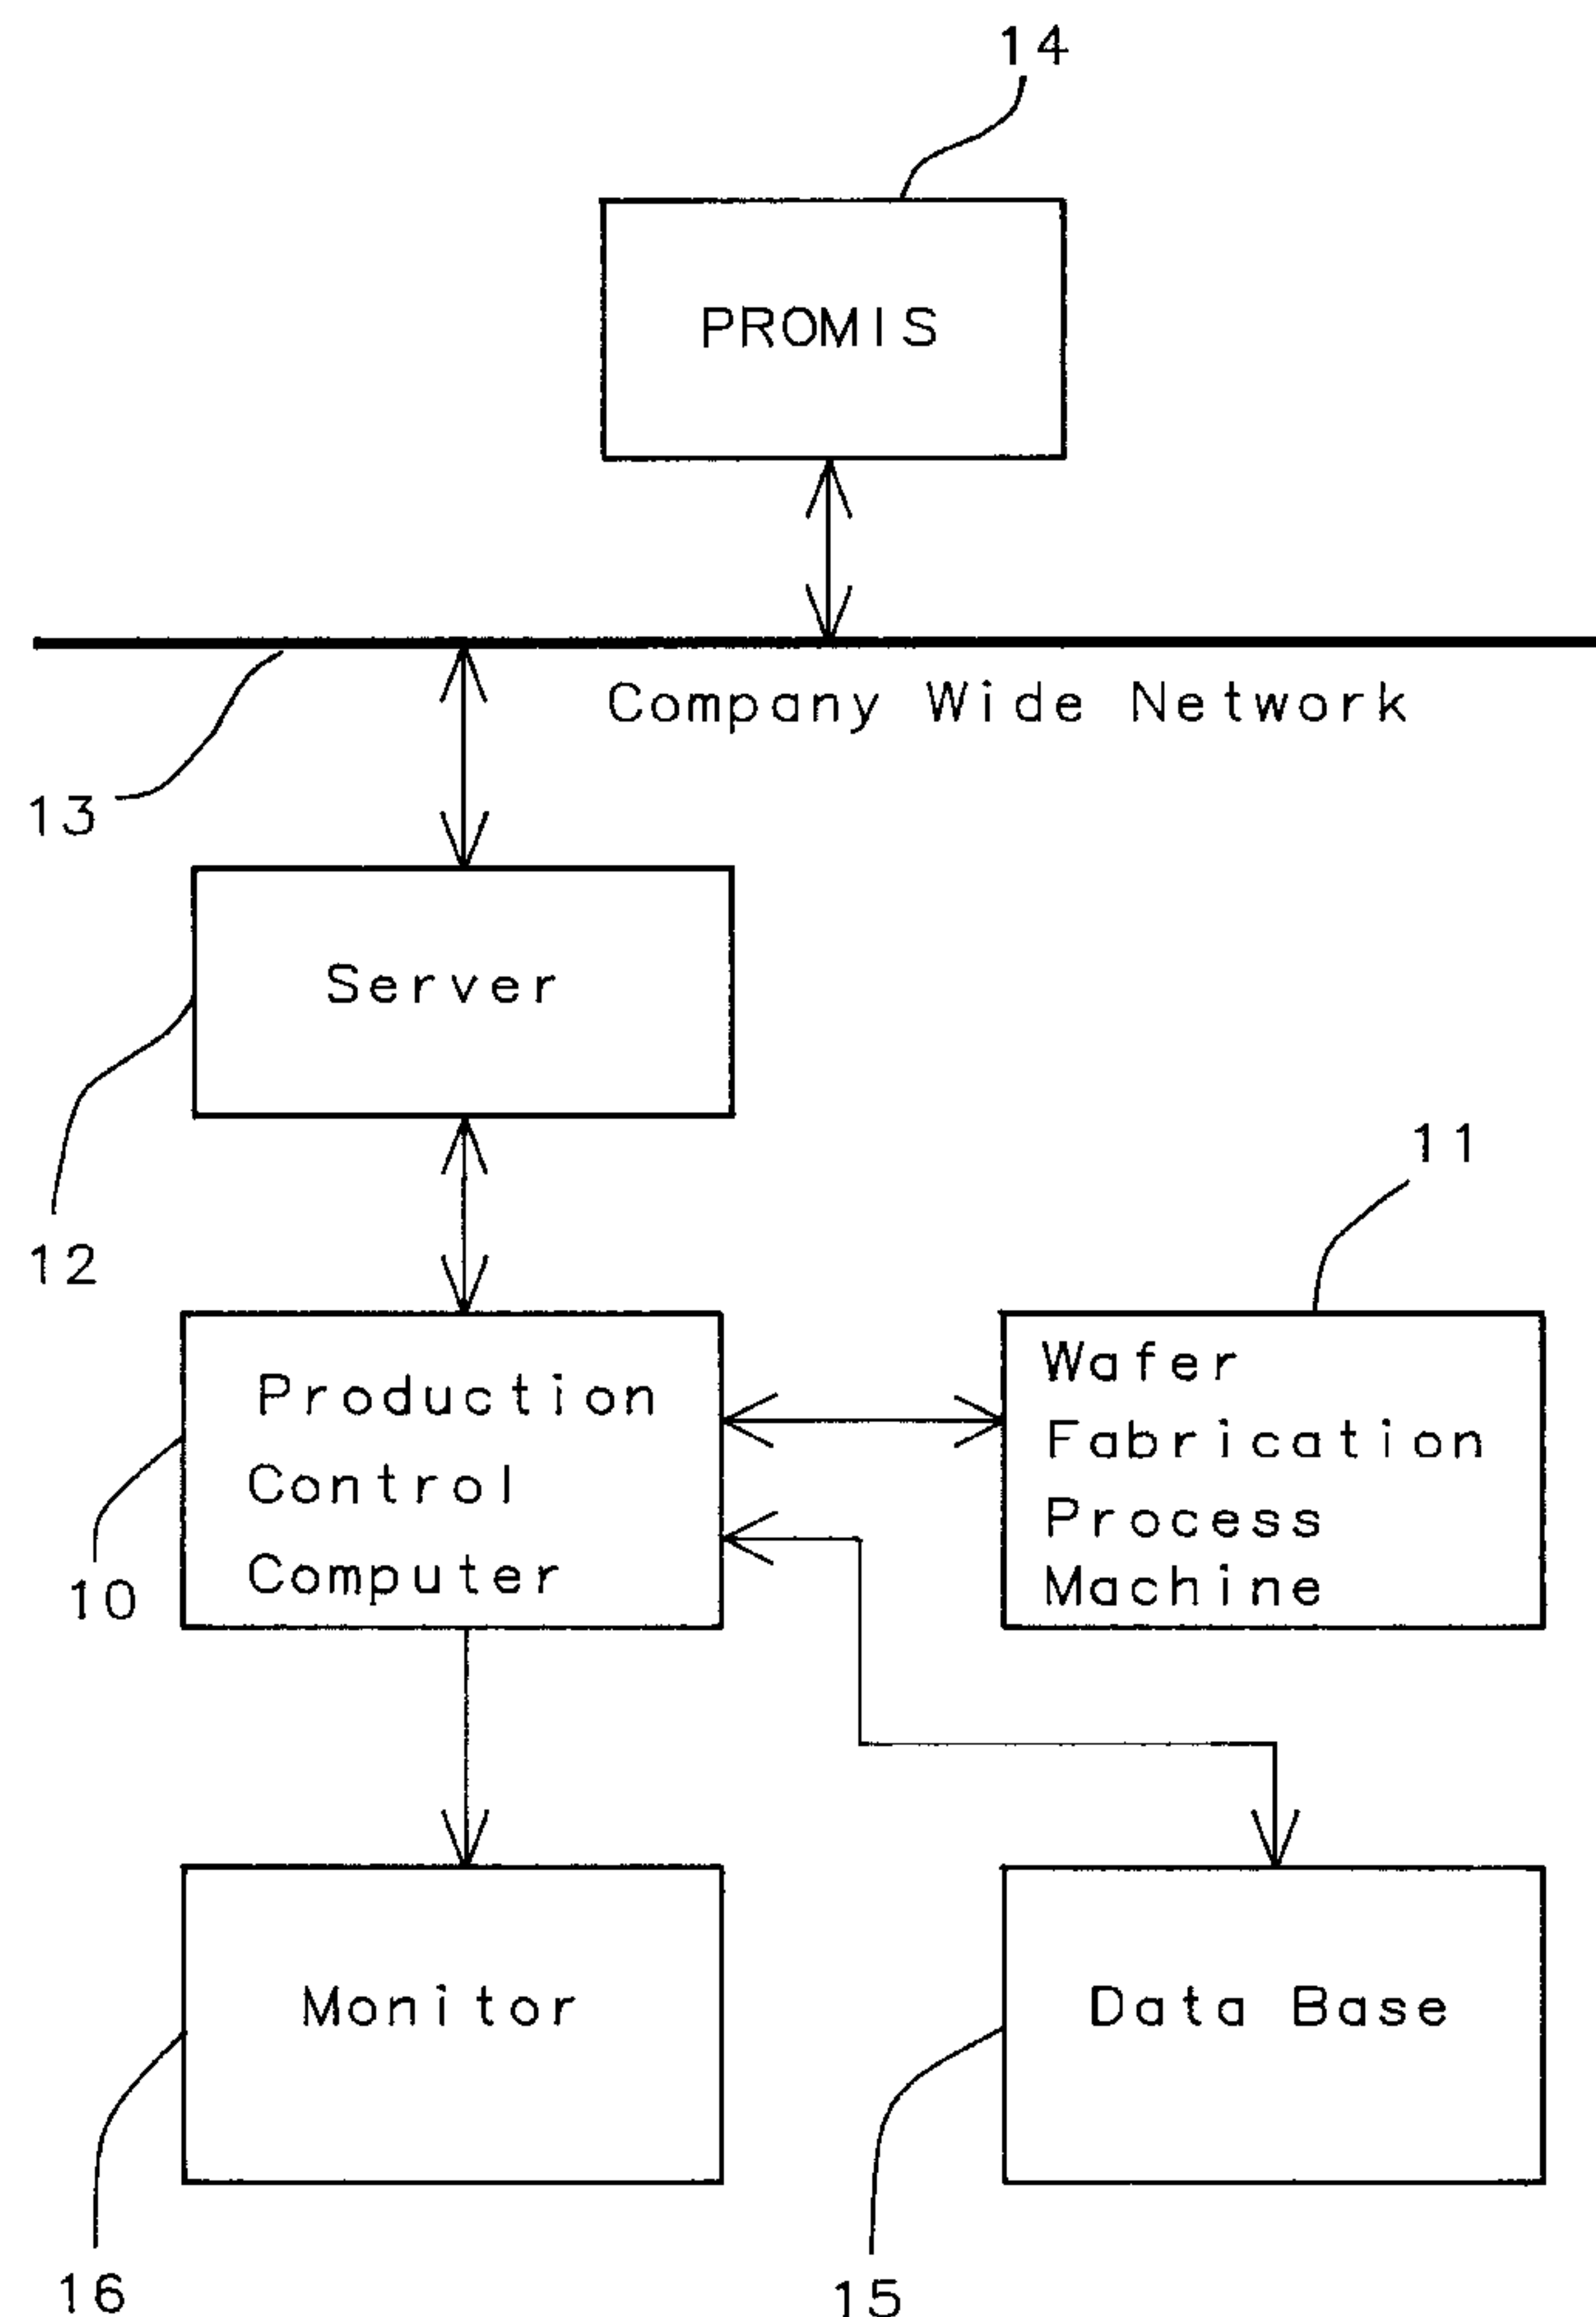 14
PROMIS
Company Wide Network
13
Server
12
11
Production
Control
Computer
10
Wafer
Fabrication
Process
Machine
Monitor
Data Base
16
15